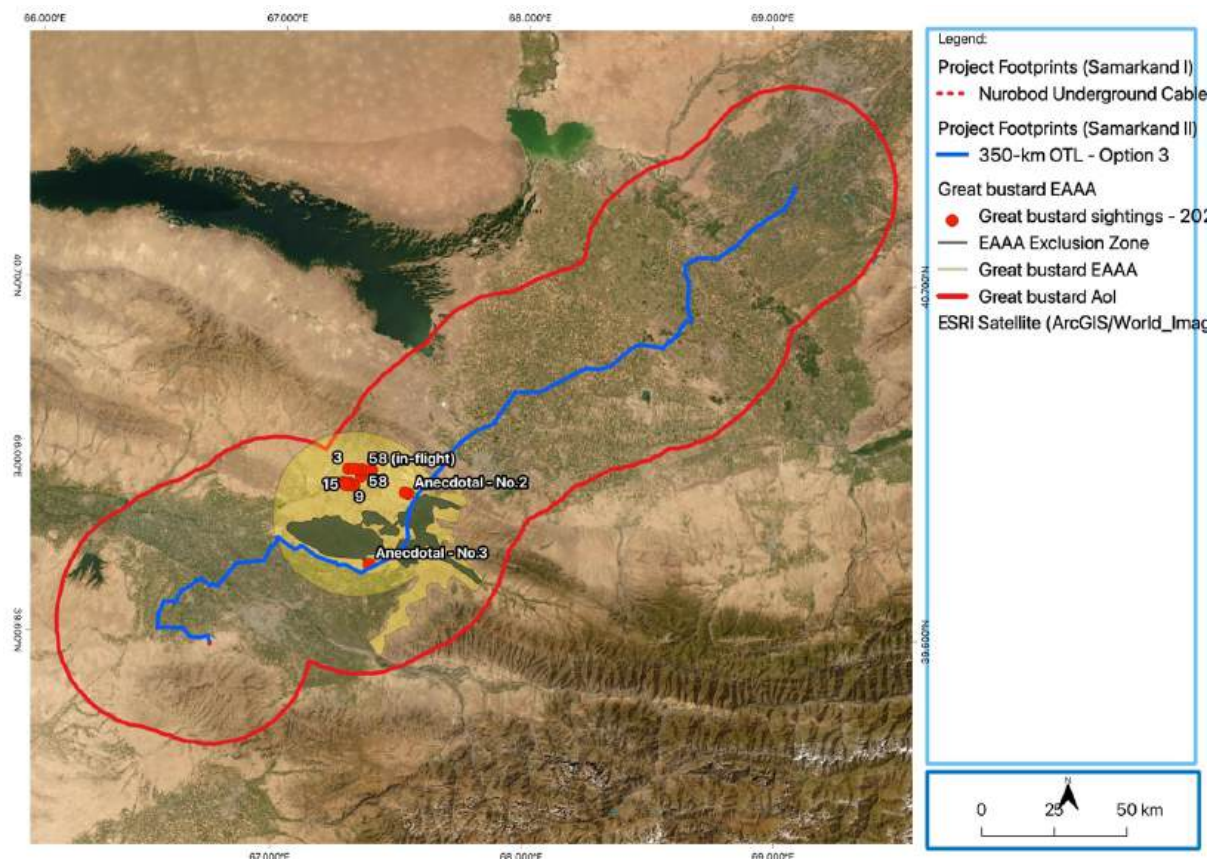 66.000°E 67.000°E 68.000°E 69.000°E
40.700°N
40.700°N
39.600°N
39.600°N
3
58 (in-flight)
15
58
9
Anecdotal - No.2
Anecdotal - No.3
67.000°E 68.000°E 69.000°E
Legend:
Project Footprints (Samarkand I)
Nurobod Underground Cable
Project Footprints (Samarkand II)
350-km OTL - Option 3
Great bustard EAAA
Great bustard sightings - 202
EAAA Exclusion Zone
Great bustard EAAA
Great bustard AoI
ESRI Satellite (ArcGIS/World_Imag
N
0 25 50 km